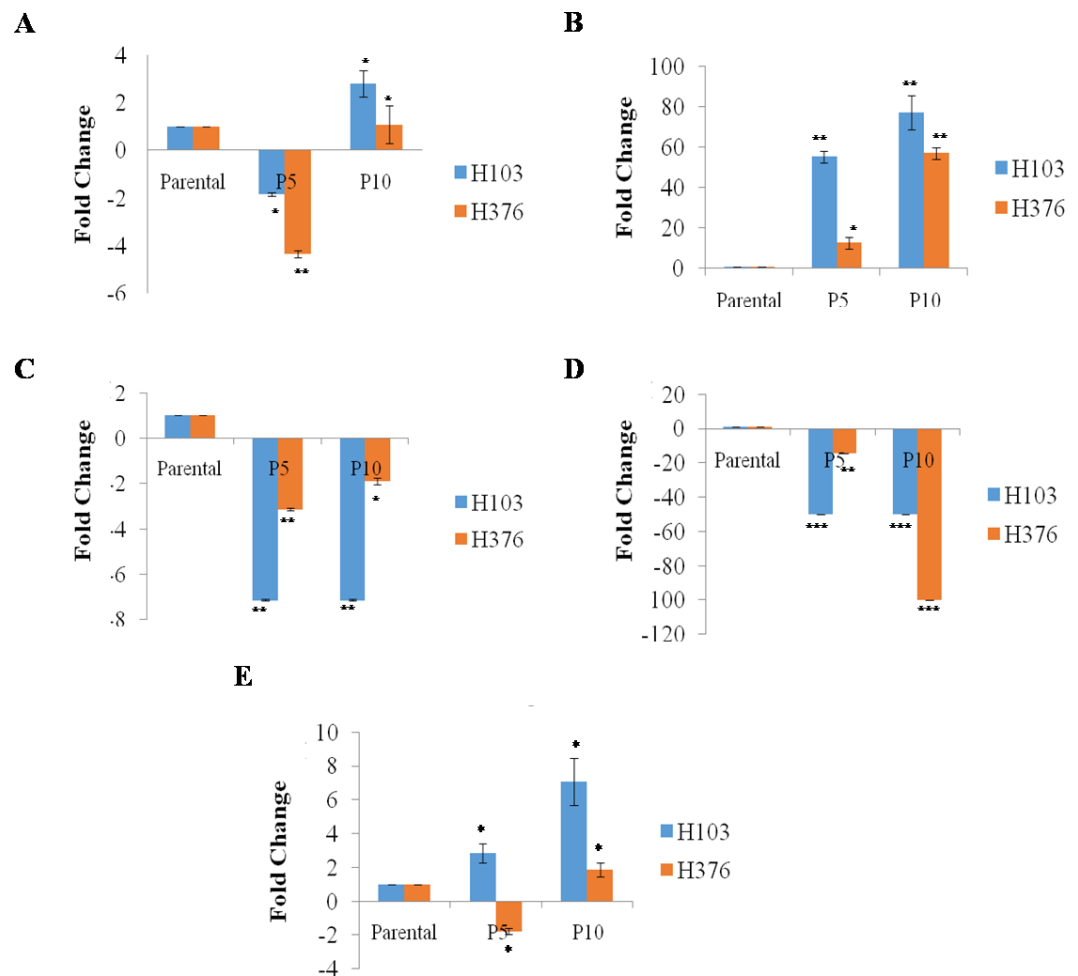 A
Fold Change
4
2
0
-2
-4
-6
Parental
P5
P10
*
**
*
*
H103
H376
B
Fold Change
100
80
60
40
20
0
Parental
P5
P10
**
*
**
**
H103
H376
C
Fold Change
2
0
-2
-4
-6
-8
Parental
P5
P10
**
**
**
*
H103
H376
D
Fold Change
20
0
-20
-40
-60
-80
-100
-120
Parental
P5
P10
***
**
***
***
H103
H376
E
Fold Change
10
8
6
4
2
0
-2
-4
Parental
P5
P10
*
*
*
*
H103
H376